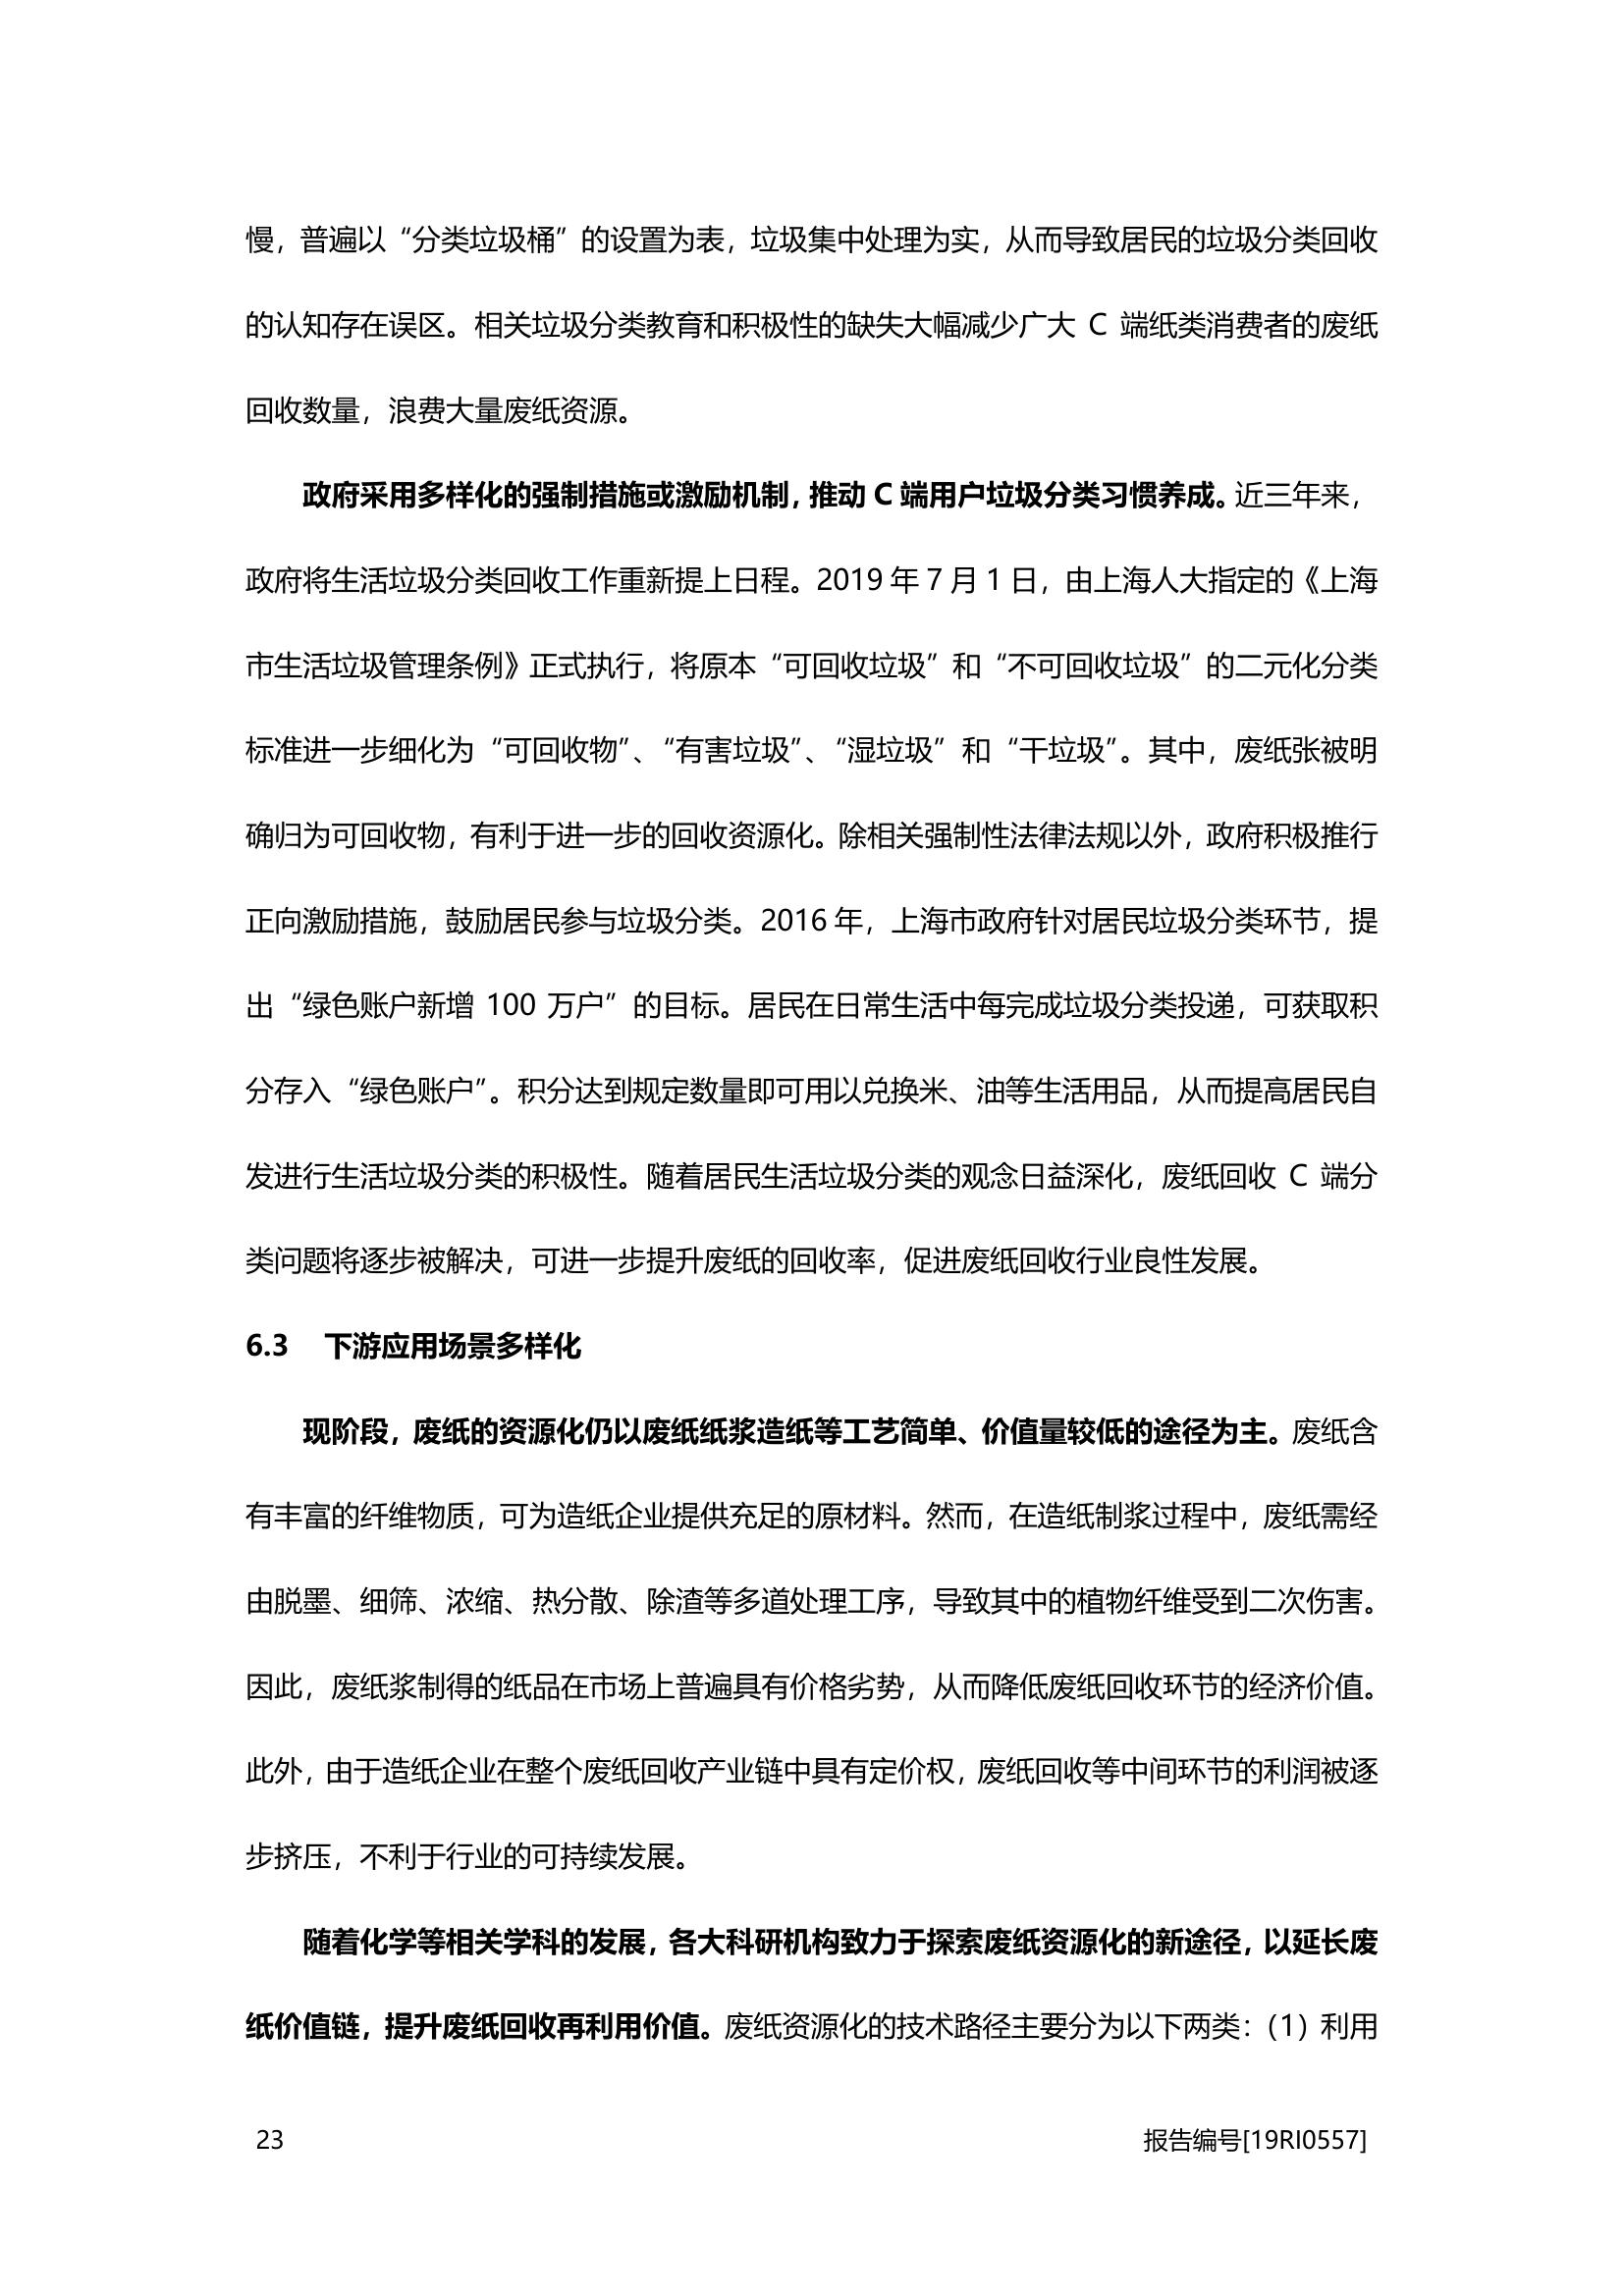 慢，普遍以“分类垃圾桶”的设置为表，垃圾集中处理为实，从而导致居民的垃圾分类回收
的认知存在误区。相关垃圾分类教育和积极性的缺失大幅减少广大 C 端纸类消费者的废纸
回收数量，浪费大量废纸资源。
政府采用多样化的强制措施或激励机制，推动 C 端用户垃圾分类习惯养成。近三年来，
政府将生活垃圾分类回收工作重新提上日程。2019 年 7 月 1 日，由上海人大指定的《上海
市生活垃圾管理条例》正式执行，将原本“可回收垃圾”和“不可回收垃圾”的二元化分类
标准进一步细化为“可回收物”、“有害垃圾”、“湿垃圾”和“干垃圾”。其中，废纸张被明
确归为可回收物，有利于进一步的回收资源化。除相关强制性法律法规以外，政府积极推行
正向激励措施，鼓励居民参与垃圾分类。2016 年，上海市政府针对居民垃圾分类环节，提
出“绿色账户新增 100 万户”的目标。居民在日常生活中每完成垃圾分类投递，可获取积
分存入“绿色账户”。积分达到规定数量即可用以兑换米、油等生活用品，从而提高居民自
发进行生活垃圾分类的积极性。随着居民生活垃圾分类的观念日益深化，废纸回收 C 端分
类问题将逐步被解决，可进一步提升废纸的回收率，促进废纸回收行业良性发展。
6.3 下游应用场景多样化
现阶段，废纸的资源化仍以废纸纸浆造纸等工艺简单、价值量较低的途径为主。废纸含
有丰富的纤维物质，可为造纸企业提供充足的原材料。然而，在造纸制浆过程中，废纸需经
由脱墨、细筛、浓缩、热分散、除渣等多道处理工序，导致其中的植物纤维受到二次伤害。
因此，废纸浆制得的纸品在市场上普遍具有价格劣势，从而降低废纸回收环节的经济价值。
此外，由于造纸企业在整个废纸回收产业链中具有定价权，废纸回收等中间环节的利润被逐
步挤压，不利于行业的可持续发展。
随着化学等相关学科的发展，各大科研机构致力于探索废纸资源化的新途径，以延长废
纸价值链，提升废纸回收再利用价值。废纸资源化的技术路径主要分为以下两类：（1）利用
23 报告编号[19RI0557]